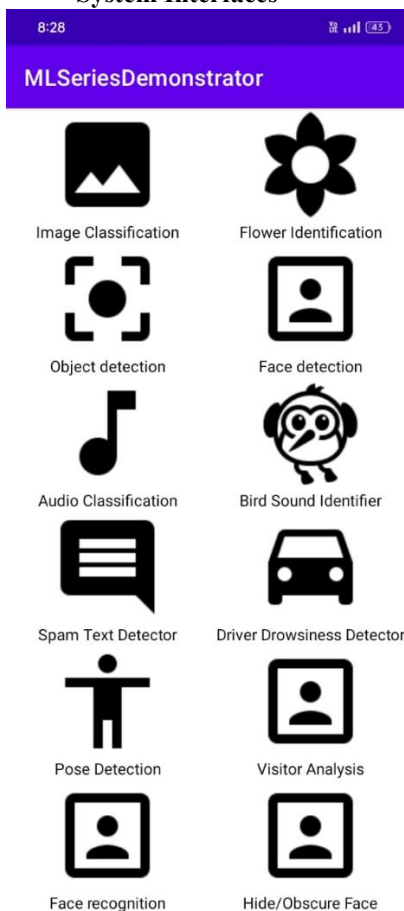 System Interfaces
8:28 43
MLSeriesDemonstrator
Image Classification Flower Identification
Object detection Face detection
Audio Classification Bird Sound Identifier
Spam Text Detector Driver Drowsiness Detector
Pose Detection Visitor Analysis
Face recognition Hide/Obscure Face